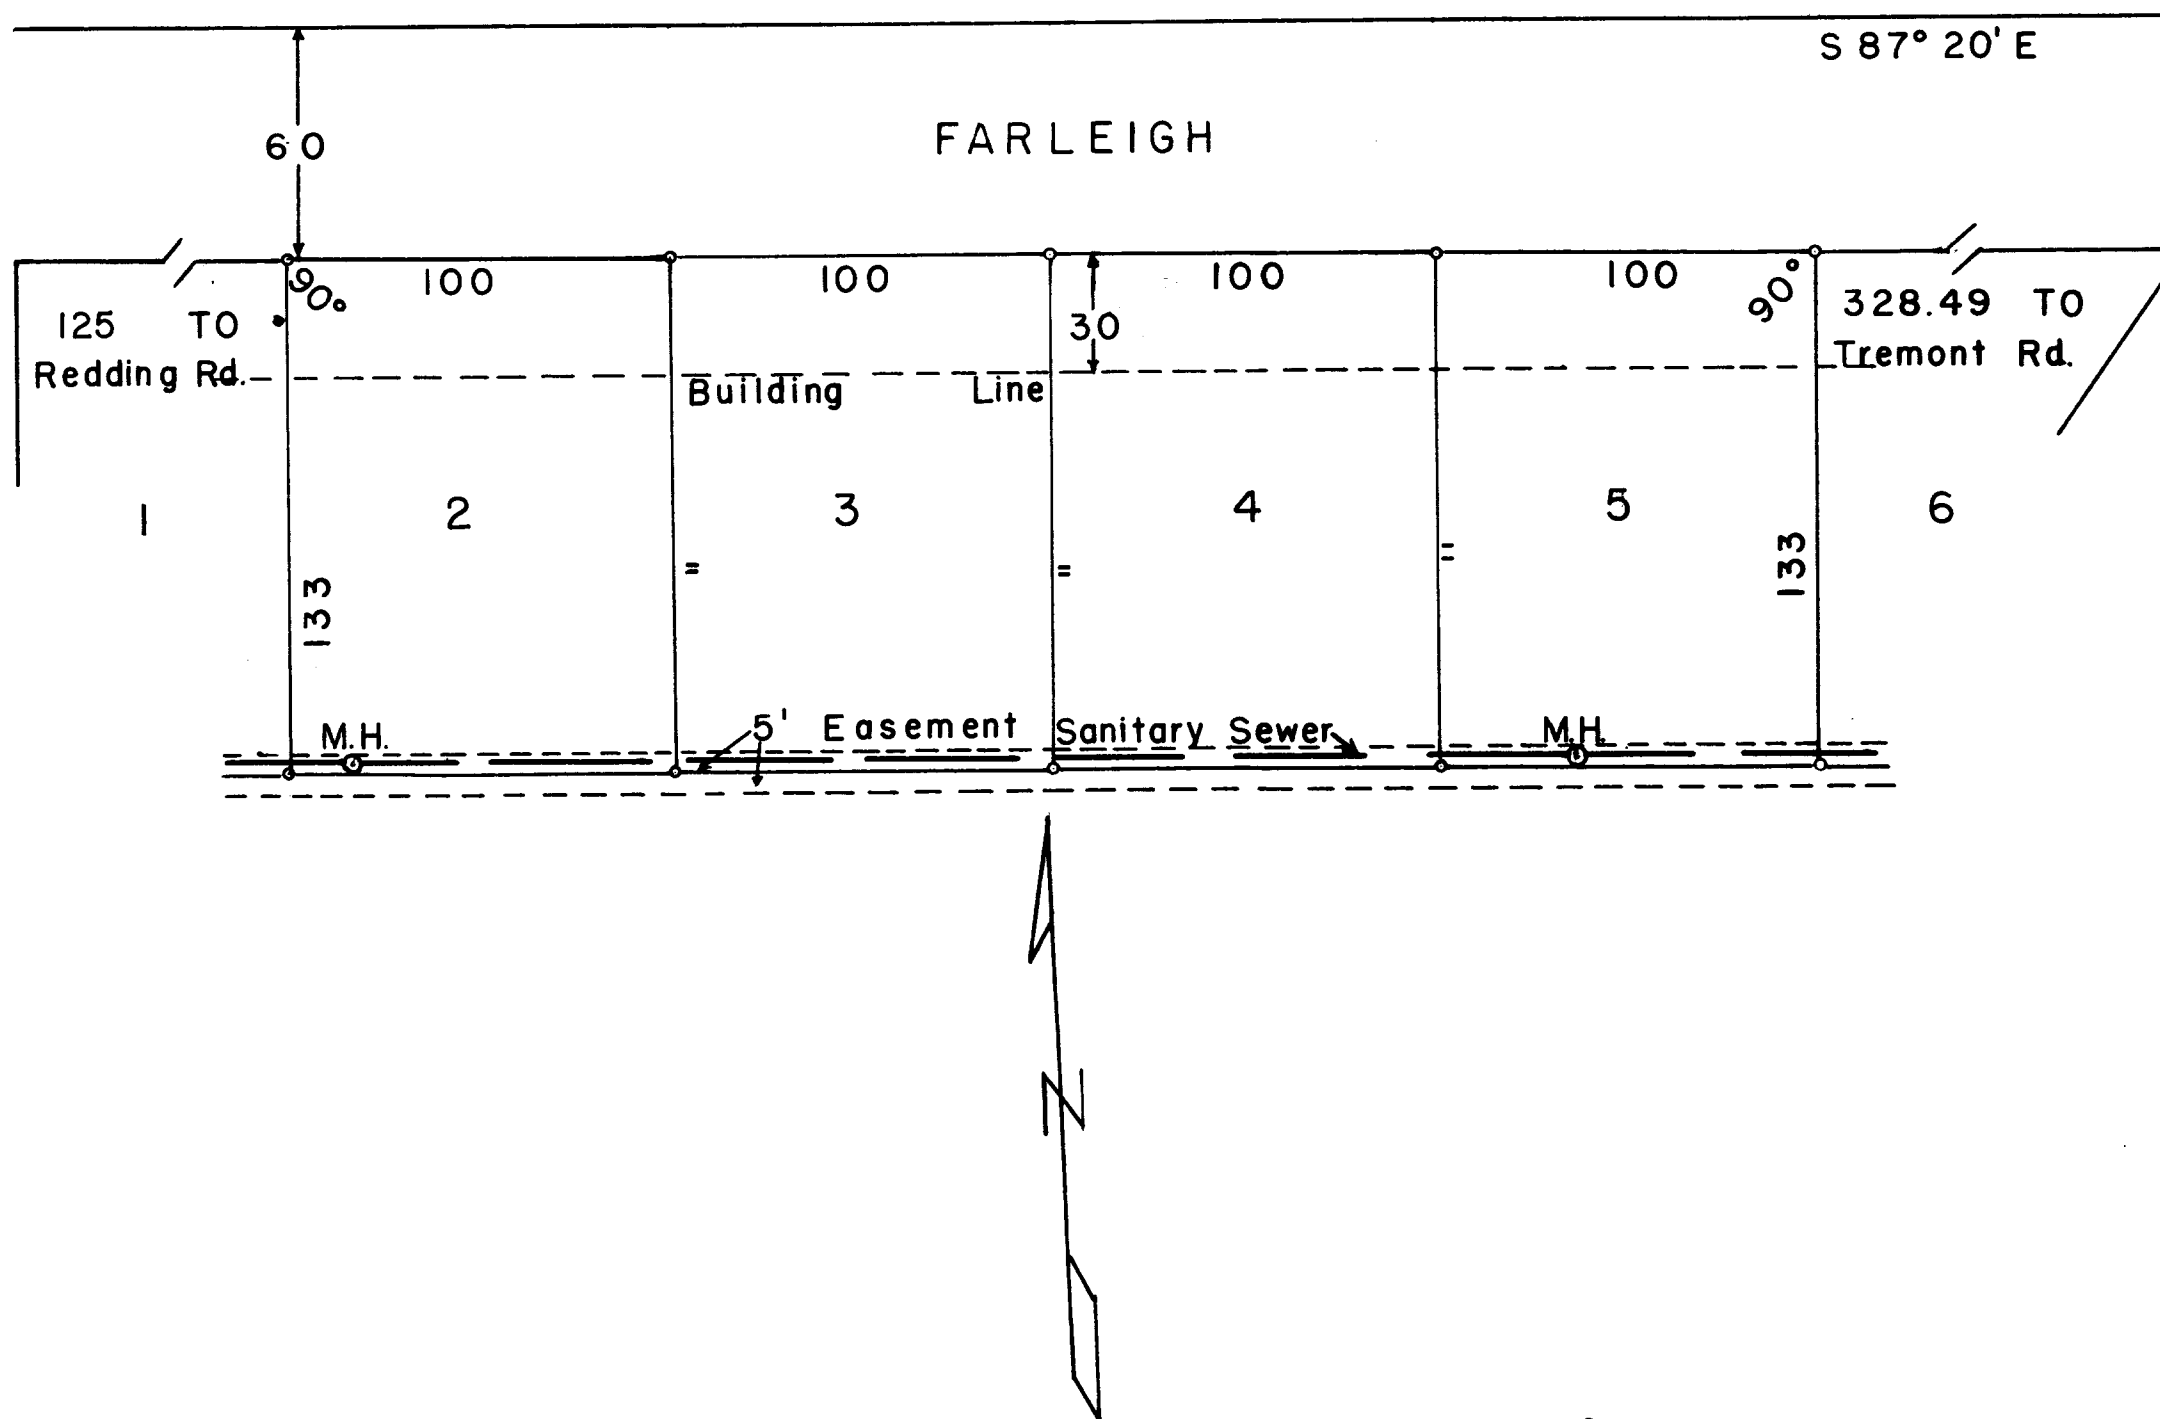 S 87° 20' E
60
FARLEIGH
90°
100
100
100
100
90°
125 TO
Redding Rd.
30
328.49 TO
Tremont Rd.
Building Line
1
2
3
4
5
6
133
=
=
=
133
M.H.
5' Easement
Sanitary Sewer
M.H.
N